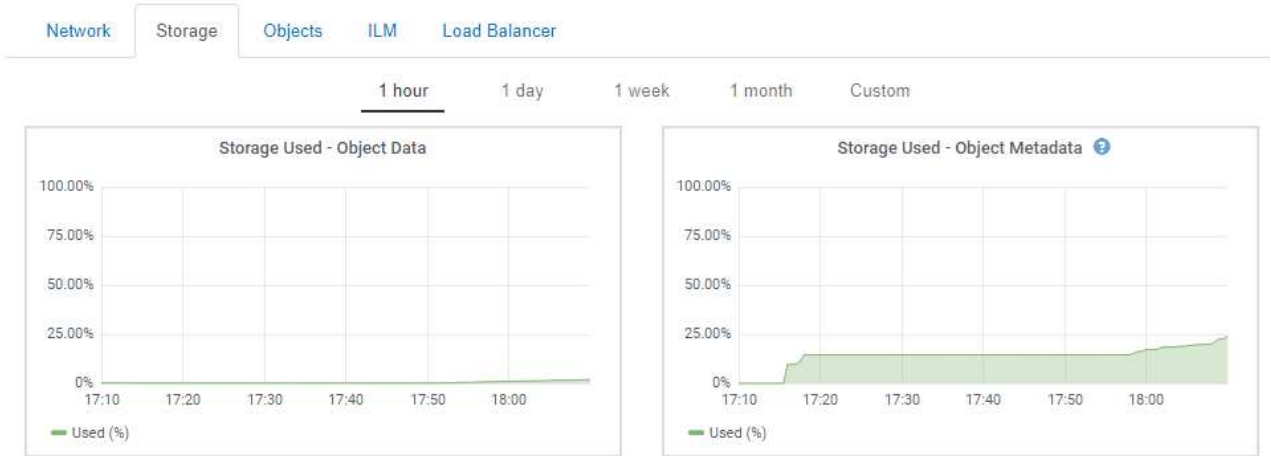 Network Storage Objects ILM Load Balancer
1 hour 1 day 1 week 1 month Custom
Storage Used - Object Data
100.00%
75.00%
50.00%
25.00%
0%
17:10 17:20 17:30 17:40 17:50 18:00
Used (%)
Storage Used - Object Metadata ?
100.00%
75.00%
50.00%
25.00%
0%
17:10 17:20 17:30 17:40 17:50 18:00
Used (%)